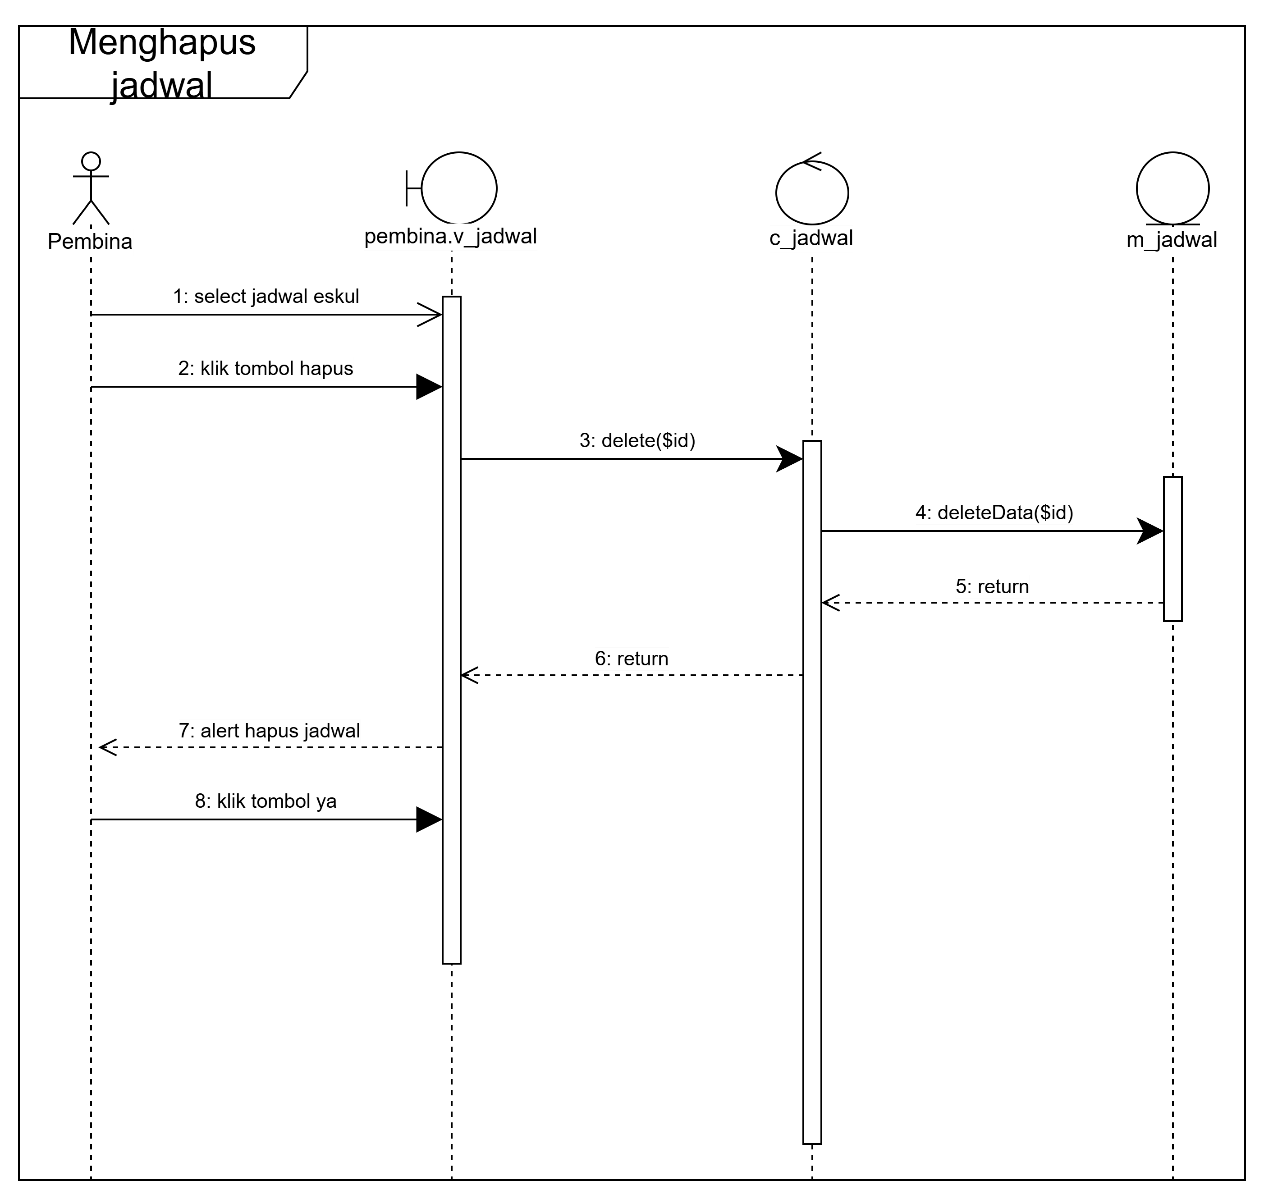 Menghapus
jadwal
Pembina
pembina.v_jadwal
c_jadwal
m_jadwal
1: select jadwal eskul
2: klik tombol hapus
3: delete($id)
4: deleteData($id)
5: return
6: return
7: alert hapus jadwal
8: klik tombol ya